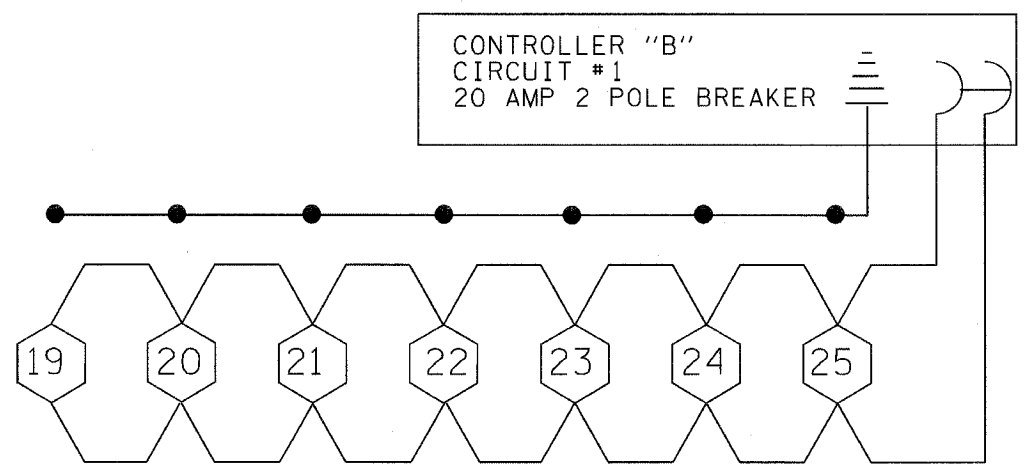 CONTROLLER "B"
CIRCUIT #1
20 AMP 2 POLE BREAKER
19 20 21 22 23 24 25